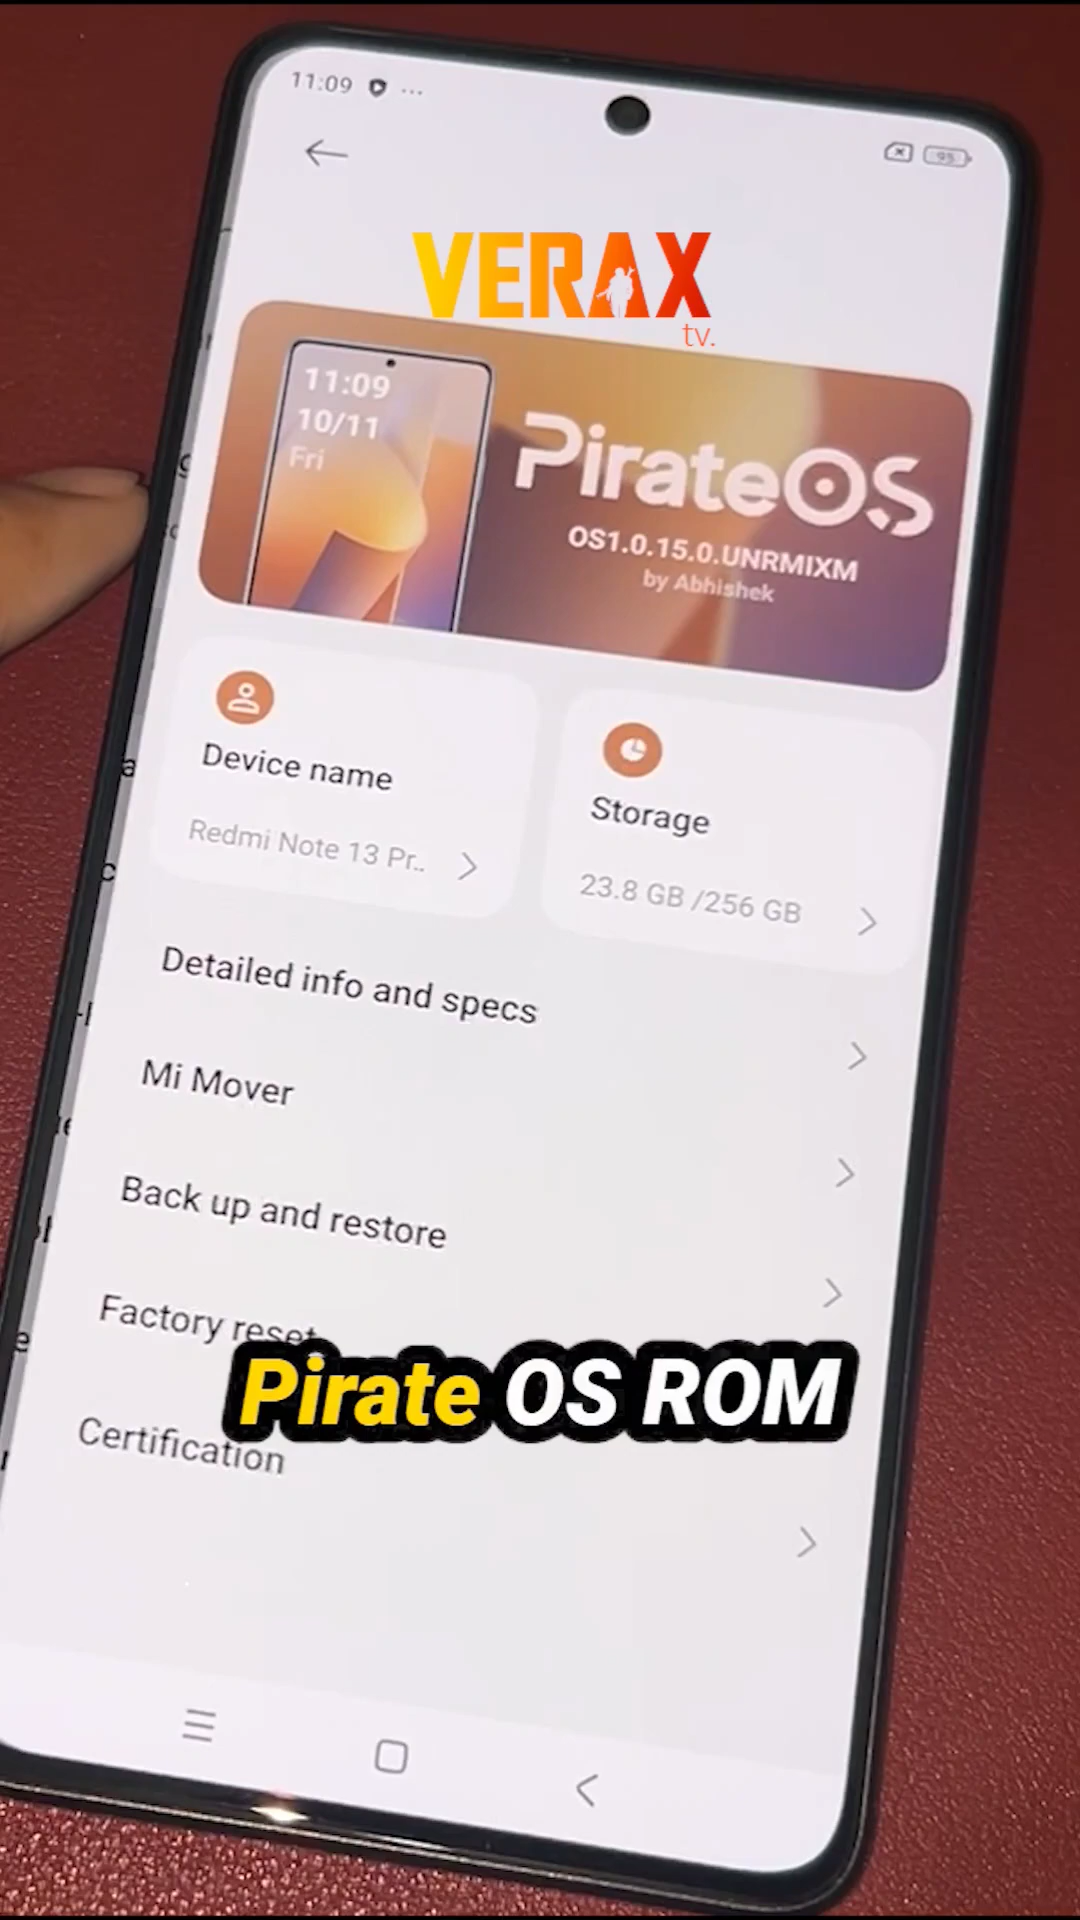 11:09
95
VERAX
tv.
11:09
10/11
Fri
PirateOS
OS1.0.15.0.UNRMIXM
by Abhishek
Device name
Redmi Note 13 Pr..
Storage
23.8 GB /256 GB
Detailed info and specs
Mi Mover
Back up and restore
Factory reset
Pirate OS ROM
Certification